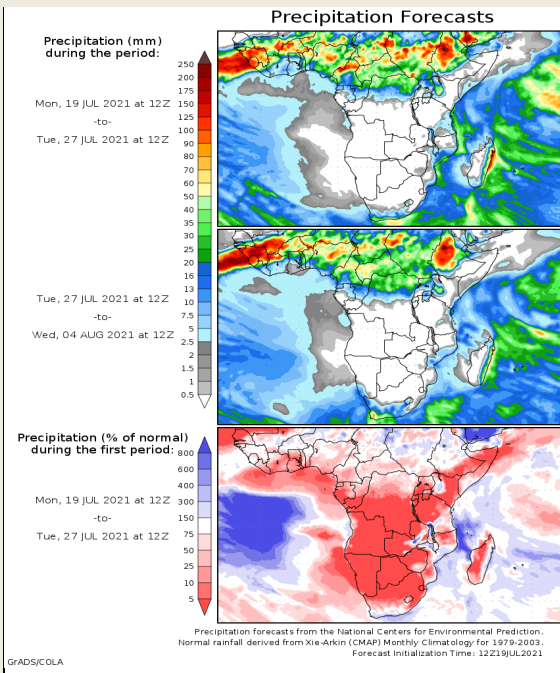 Precipitation Forecasts
Precipitation (mm)
during the period:
Mon, 19 JUL 2021 at 12Z
-to-
Tue, 27 JUL 2021 at 12Z
250
200
175
150
125
100
90
80
70
60
50
40
35
30
25
20
16
13
10
7.5
5
2.5
2
1.5
1
0.5
Tue, 27 JUL 2021 at 12Z
-to-
Wed, 04 AUG 2021 at 12Z
Precipitation (% of normal)
during the first period:
Mon, 19 JUL 2021 at 12Z
-to-
Tue, 27 JUL 2021 at 12Z
800
600
400
300
150
75
50
25
10
5
Precipitation forecasts from the National Centers for Environmental Prediction.
Normal rainfall derived from Xie-Arkin (CMAP) Monthly Climatology for 1979-2003.
Forecast Initialization Time: 12Z19JUL2021
GrADS/COLA